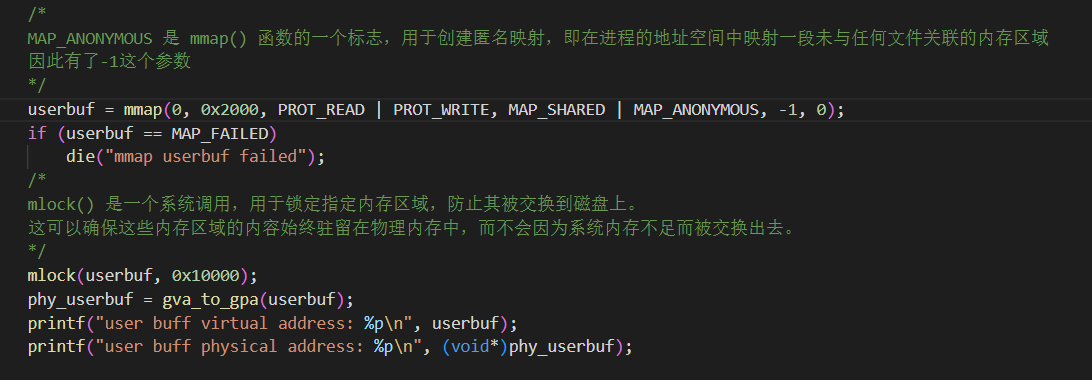 /*
MAP_ANONYMOUS 是 mmap() 函数的一个标志，用于创建匿名映射，即在进程的地址空间中映射一段未与任何文件关联的内存区域
因此有了-1这个参数
*/
userbuf = mmap(0, 0x2000, PROT_READ | PROT_WRITE, MAP_SHARED | MAP_ANONYMOUS, -1, 0);
if (userbuf == MAP_FAILED)
    die("mmap userbuf failed");
/*
mlock() 是一个系统调用，用于锁定指定内存区域，防止其被交换到磁盘上。
这可以确保这些内存区域的内容始终驻留在物理内存中，而不会因为系统内存不足而被交换出去。
*/
mlock(userbuf, 0x10000);
phy_userbuf = gva_to_gpa(userbuf);
printf("user buff virtual address: %p\n", userbuf);
printf("user buff physical address: %p\n", (void*)phy_userbuf);